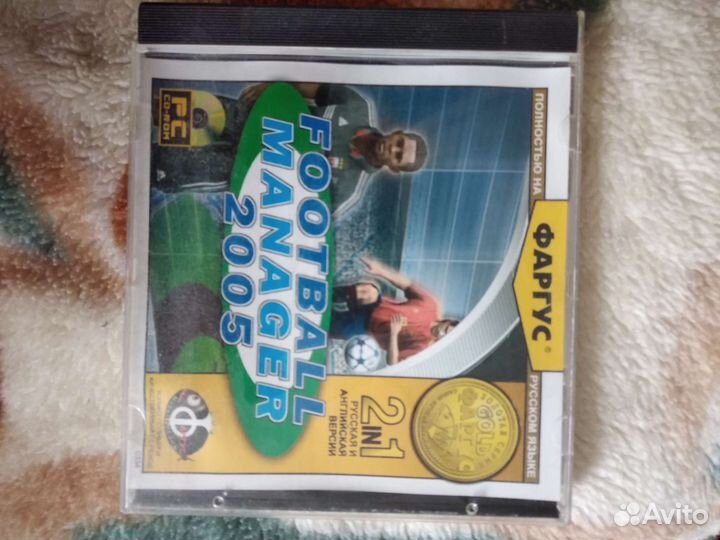 ФАРГУС®
ПОЛНОСТЬЮ НА
РУССКОМ ЯЗЫКЕ
GOLD
ФАРГУС
PC
CD-ROM
FOOTBALL
MANAGER
2005
2 IN 1
РУССКАЯ И
АНГЛИЙСКАЯ
ВЕРСИИ
Avito